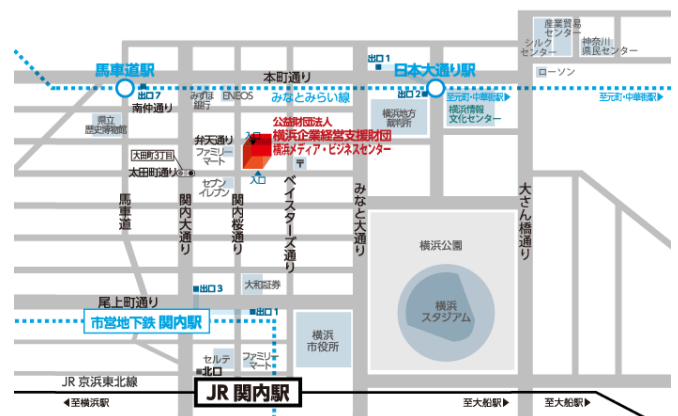 産業貿易
センター
シルク
センター
神奈川
県民センター
ローソン
出口1
馬車道駅
本町通り
日本大通り駅
出口7
みずほ
銀行
ENEOS
みなとみらい線
出口2
至元町・中華街駅▶
至元町・中華街駅▶
南仲通り
県立
歴史博物館
横浜地方
裁判所
横浜情報
文化センター
公益財団法人
横浜企業経営支援財団
横浜メディア・ビジネスセンター
入口
弁天通り
ファミリー
マート
太田町3丁目
太田町通り
〒
セブン
イレブン
入口
馬車道
関内大通り
関内桜通り
ベイスターズ通り
みなと大通り
大さん橋通り
横浜公園
横浜
スタジアム
大和証券
出口3
尾上町通り
出口1
市営地下鉄 関内駅
横浜
市役所
セルテ
ファミリー
マート
北口
JR 京浜東北線
JR 関内駅
◀至横浜駅
至大船駅▶
至大船駅▶